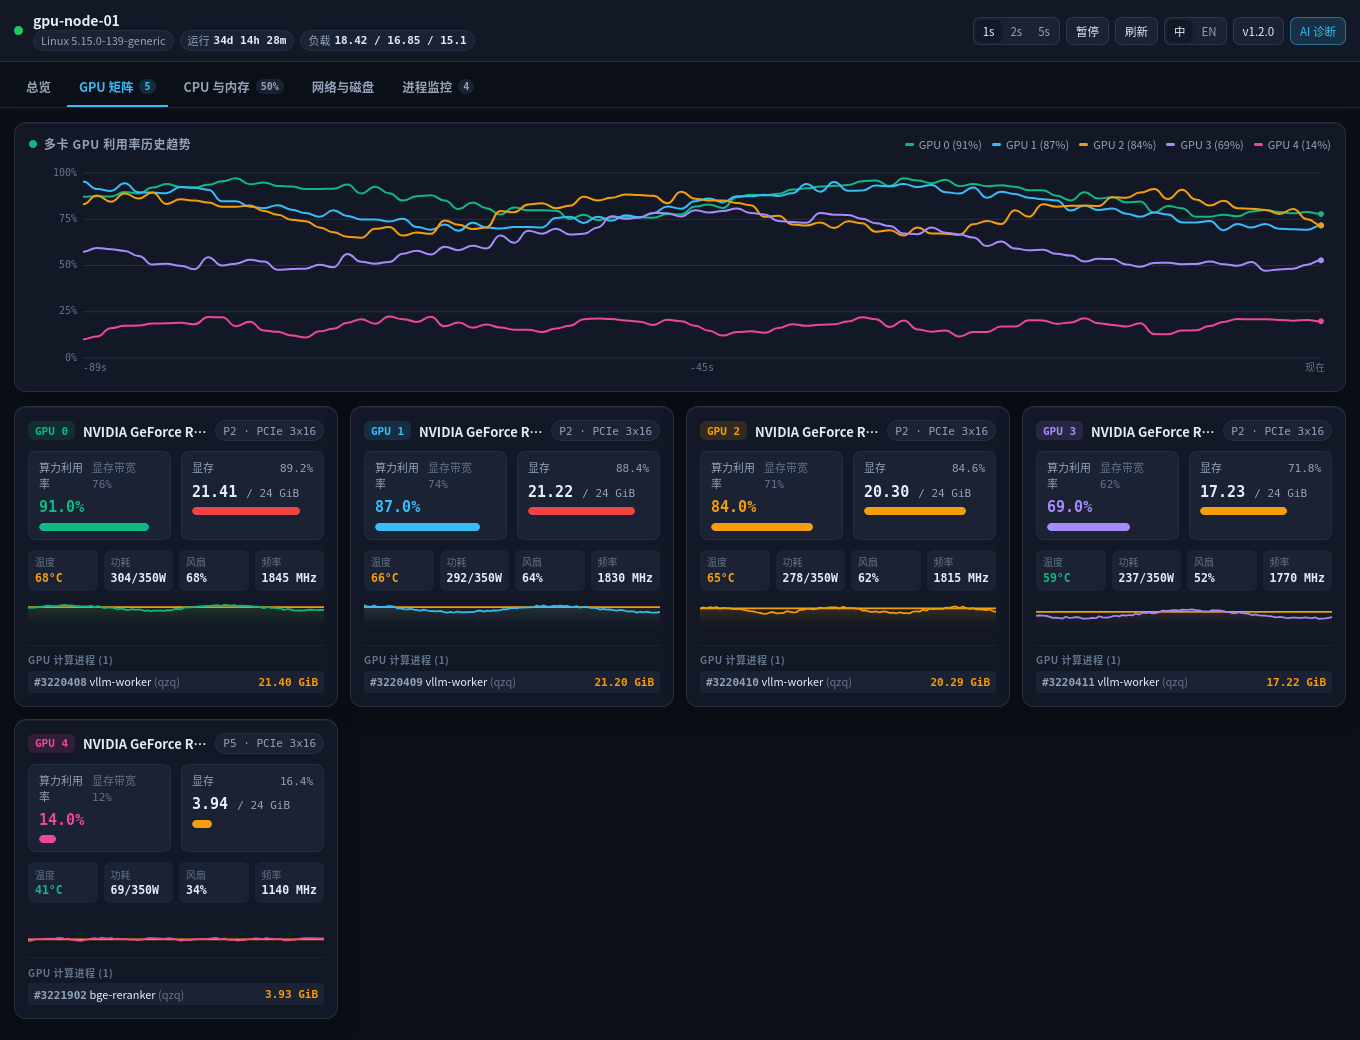 gpu-node-01
Linux 5.15.0-139-generic 运行 34d 14h 28m 负载 18.42 / 16.85 / 15.1
1s 2s 5s 暂停 刷新 中 EN v1.2.0 AI 诊断
总览 GPU 矩阵 5 CPU 与内存 50% 网络与磁盘 进程监控 4
多卡 GPU 利用率历史趋势
GPU 0 (91%) GPU 1 (87%) GPU 2 (84%) GPU 3 (69%) GPU 4 (14%)
100%
75%
50%
25%
0%
-89s -45s 现在
GPU 0 NVIDIA GeForce R··· P2 · PCIe 3x16
算力利用率 显存带宽 76%
91.0%
显存 89.2%
21.41 / 24 GiB
温度 68°C
功耗 304/350W
风扇 68%
频率 1845 MHz
GPU 计算进程 (1)
#3220408 vllm-worker (qzq) 21.40 GiB
GPU 1 NVIDIA GeForce R··· P2 · PCIe 3x16
算力利用率 显存带宽 74%
87.0%
显存 88.4%
21.22 / 24 GiB
温度 66°C
功耗 292/350W
风扇 64%
频率 1830 MHz
GPU 计算进程 (1)
#3220409 vllm-worker (qzq) 21.20 GiB
GPU 2 NVIDIA GeForce R··· P2 · PCIe 3x16
算力利用率 显存带宽 71%
84.0%
显存 84.6%
20.30 / 24 GiB
温度 65°C
功耗 278/350W
风扇 62%
频率 1815 MHz
GPU 计算进程 (1)
#3220410 vllm-worker (qzq) 20.29 GiB
GPU 3 NVIDIA GeForce R··· P2 · PCIe 3x16
算力利用率 显存带宽 62%
69.0%
显存 71.8%
17.23 / 24 GiB
温度 59°C
功耗 237/350W
风扇 52%
频率 1770 MHz
GPU 计算进程 (1)
#3220411 vllm-worker (qzq) 17.22 GiB
GPU 4 NVIDIA GeForce R··· P5 · PCIe 3x16
算力利用率 显存带宽 12%
14.0%
显存 16.4%
3.94 / 24 GiB
温度 41°C
功耗 69/350W
风扇 34%
频率 1140 MHz
GPU 计算进程 (1)
#3221902 bge-reranker (qzq) 3.93 GiB